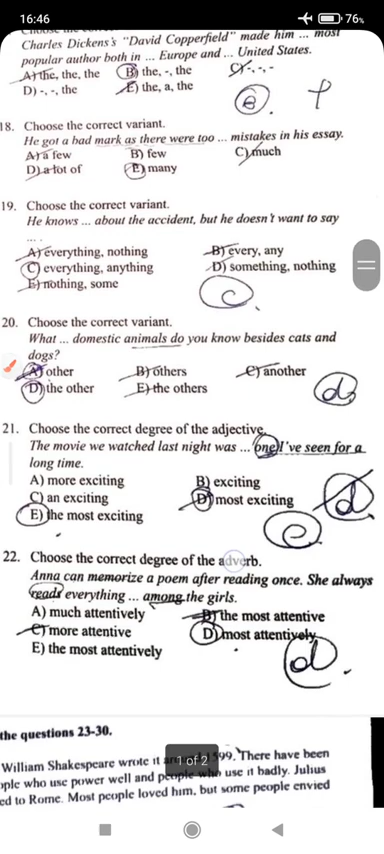 16:46
76%
Charles Dickens's "David Copperfield" made him ... most
popular author both in ... Europe and ... United States.
A) the, the, the B) the, -, the C) -, -, -
D) -, -, the E) the, a, the
18. Choose the correct variant.
He got a bad mark as there were too ... mistakes in his essay.
A) a few B) few C) much
D) a lot of E) many
19. Choose the correct variant.
He knows ... about the accident, but he doesn't want to say
... .
A) everything, nothing B) every, any
C) everything, anything D) something, nothing
E) nothing, some
C.
20. Choose the correct variant.
What ... domestic animals do you know besides cats and
dogs?
A) other B) others C) another
D) the other E) the others
d
21. Choose the correct degree of the adjective.
The movie we watched last night was ... one I've seen for a
long time.
A) more exciting B) exciting
C) an exciting D) most exciting
E) the most exciting
d
e
22. Choose the correct degree of the adverb.
Anna can memorize a poem after reading once. She always
reads everything ... among the girls.
A) much attentively B) the most attentive
C) more attentive D) most attentively
E) the most attentively
d.
the questions 23-30.
1 of 2
William Shakespeare wrote it 1599. There have been
ople who use power well and people who use it badly. Julius
ed to Rome. Most people loved him, but some people envied